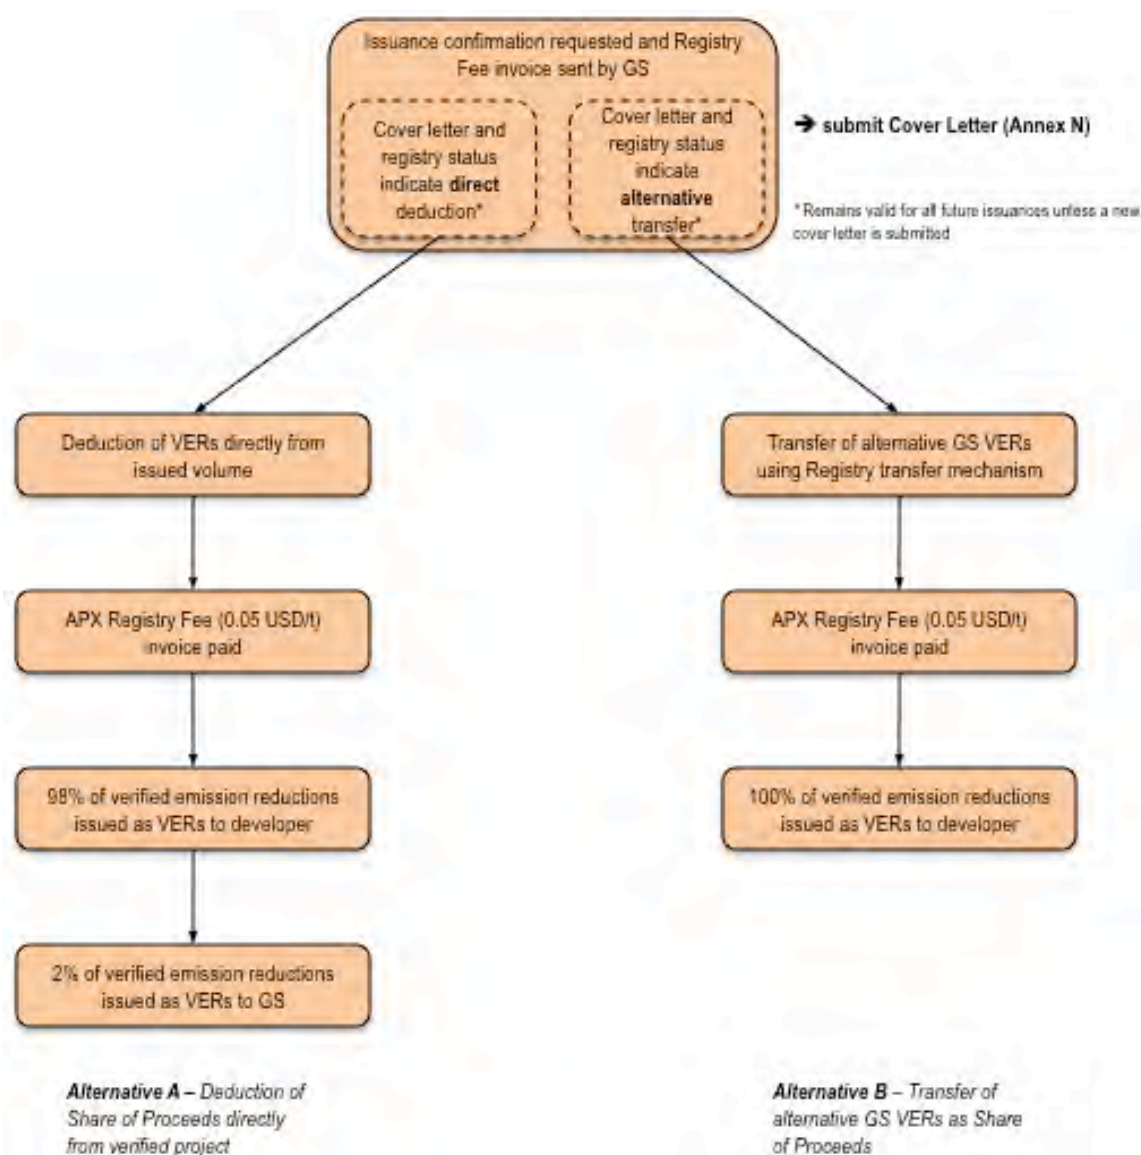 Issuance confirmation requested and Registry
Fee invoice sent by GS
Cover letter and
registry status
indicate direct
deduction*
Cover letter and
registry status
indicate
alternative
transfer*
➔ submit Cover Letter (Annex N)
* Remains valid for all future issuances unless a new
cover letter is submitted
Deduction of VERs directly from
issued volume
Transfer of alternative GS VERs
using Registry transfer mechanism
APX Registry Fee (0.05 USD/t)
invoice paid
APX Registry Fee (0.05 USD/t)
invoice paid
98% of verified emission reductions
issued as VERs to developer
100% of verified emission reductions
issued as VERs to developer
2% of verified emission reductions
issued as VERs to GS
Alternative A – Deduction of
Share of Proceeds directly
from verified project
Alternative B – Transfer of
alternative GS VERs as Share
of Proceeds